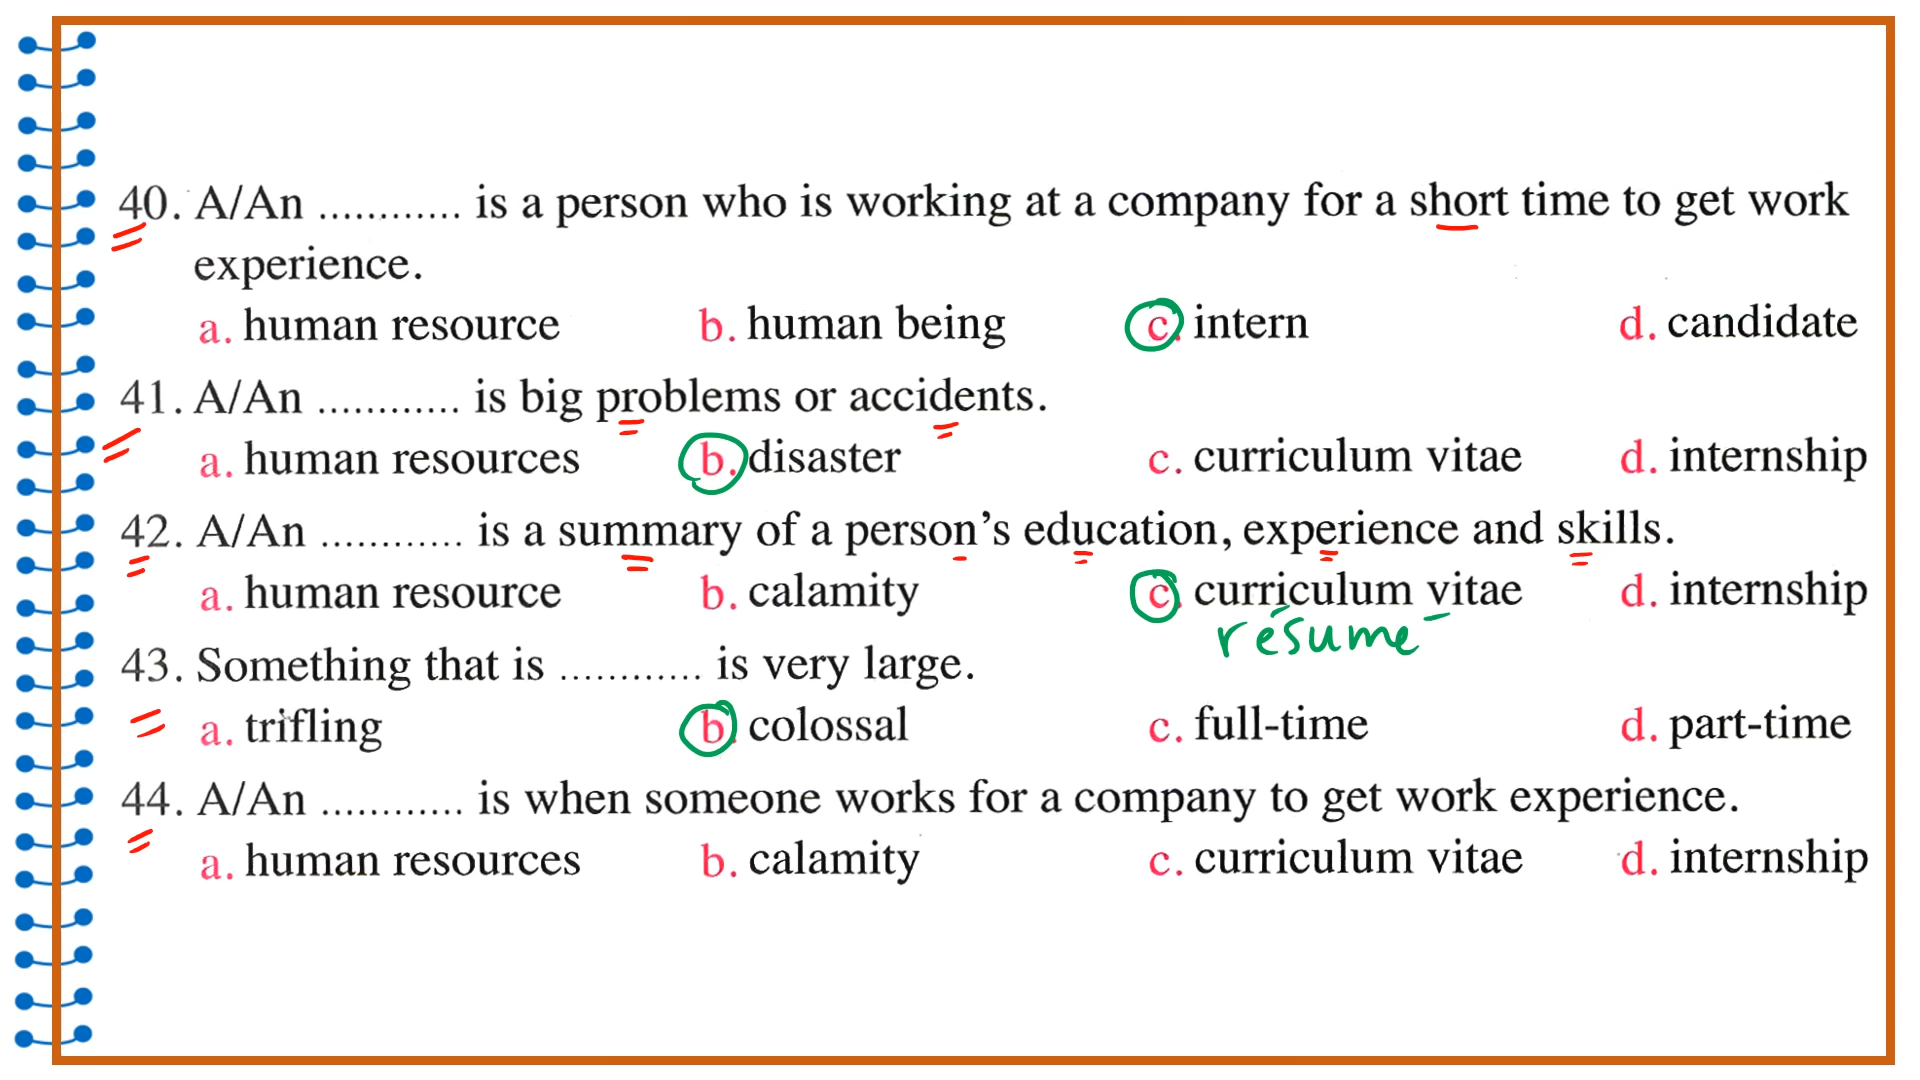 40. A/An ............ is a person who is working at a company for a short time to get work
experience.
a. human resource b. human being c. intern d. candidate
41. A/An ............ is big problems or accidents.
a. human resources b. disaster c. curriculum vitae d. internship
42. A/An ............ is a summary of a person's education, experience and skills.
a. human resource b. calamity c. curriculum vitae d. internship
résume
43. Something that is ............ is very large.
a. trifling b. colossal c. full-time d. part-time
44. A/An ............ is when someone works for a company to get work experience.
a. human resources b. calamity c. curriculum vitae d. internship